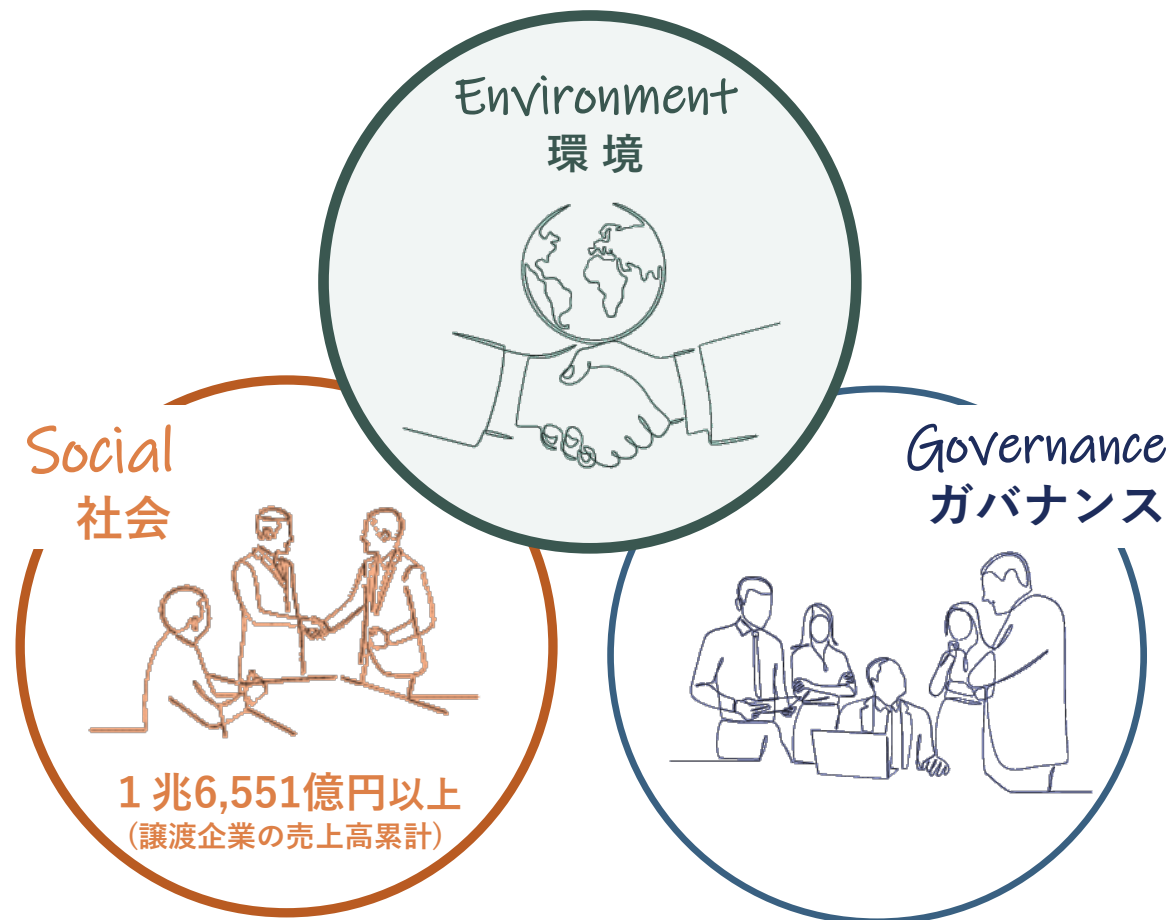 Environment
環 境
Social
社会
1 兆6,551億円以上
(譲渡企業の売上高累計)
Governance
ガバナンス